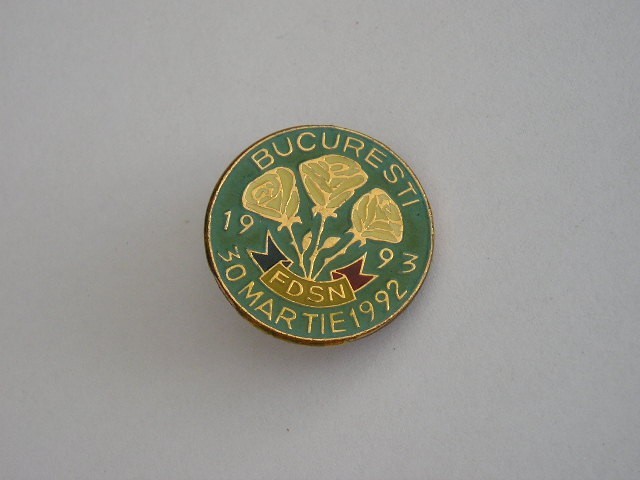 BUCURESTI
19 93
FDSN
30 MARTIE 1992